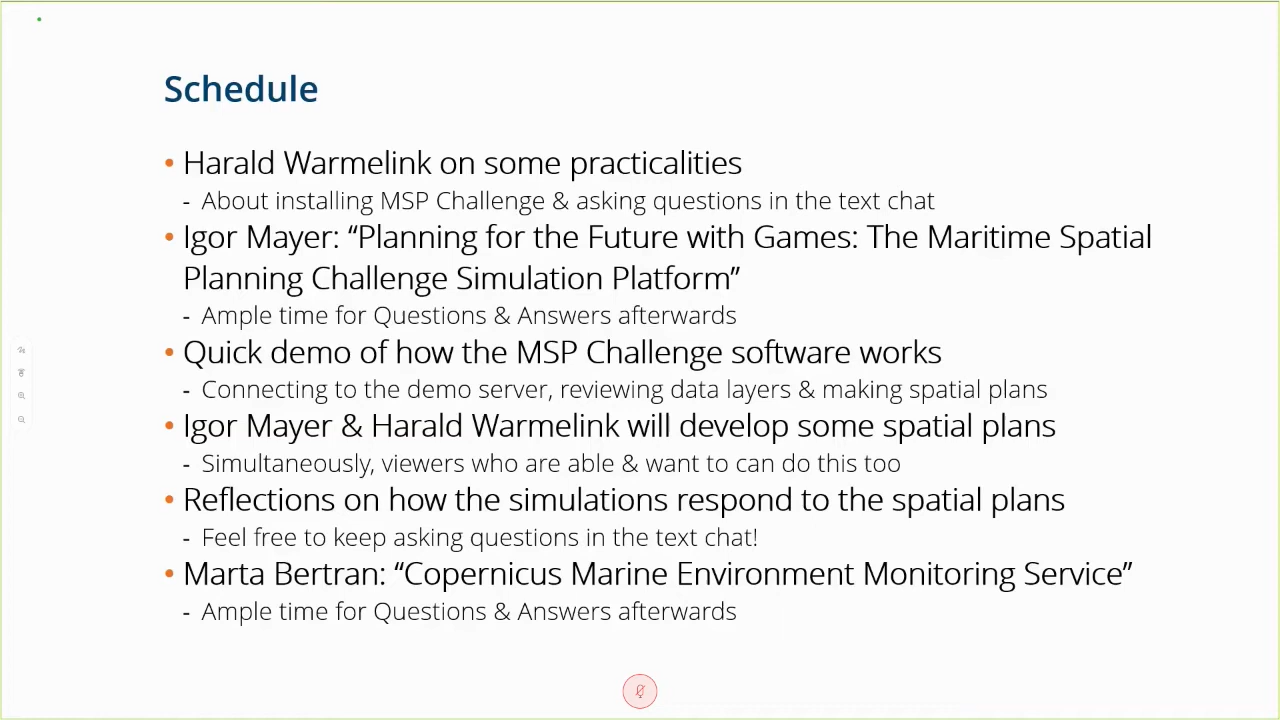 Schedule
• Harald Warmelink on some practicalities
- About installing MSP Challenge & asking questions in the text chat
• Igor Mayer: “Planning for the Future with Games: The Maritime Spatial
Planning Challenge Simulation Platform”
- Ample time for Questions & Answers afterwards
• Quick demo of how the MSP Challenge software works
- Connecting to the demo server, reviewing data layers & making spatial plans
• Igor Mayer & Harald Warmelink will develop some spatial plans
- Simultaneously, viewers who are able & want to can do this too
• Reflections on how the simulations respond to the spatial plans
- Feel free to keep asking questions in the text chat!
• Marta Bertran: “Copernicus Marine Environment Monitoring Service”
- Ample time for Questions & Answers afterwards